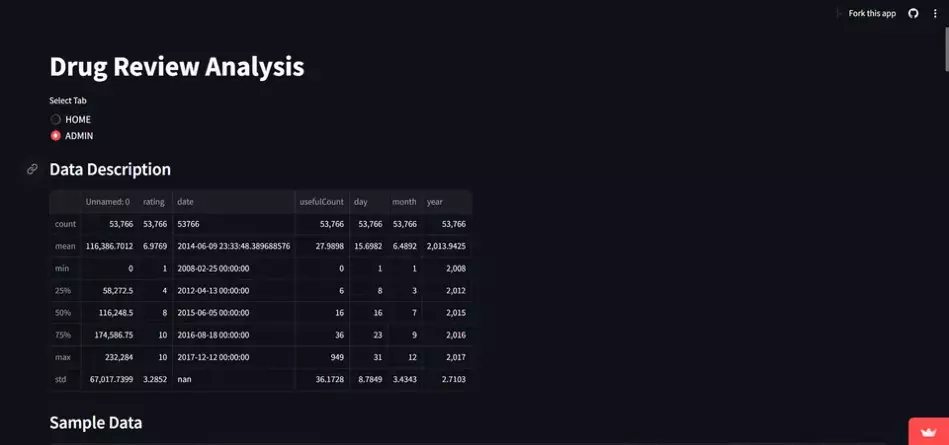 Fork this app
Drug Review Analysis
Select Tab
HOME
ADMIN
Data Description
Unnamed: 0 rating date usefulCount day month year
count 53,766 53,766 53766 53,766 53,766 53,766 53,766
mean 116,386.7012 6.9769 2014-06-09 23:33:48.389688576 27.9898 15.6982 6.4892 2,013.9425
min 0 1 2008-02-25 00:00:00 0 1 1 2,008
25% 58,272.5 4 2012-04-13 00:00:00 6 8 3 2,012
50% 116,248.5 8 2015-06-05 00:00:00 16 16 7 2,015
75% 174,586.75 10 2016-08-18 00:00:00 36 23 9 2,016
max 232,284 10 2017-12-12 00:00:00 949 31 12 2,017
std 67,017.7399 3.2852 nan 36.1728 8.7849 3.4343 2.7103
Sample Data